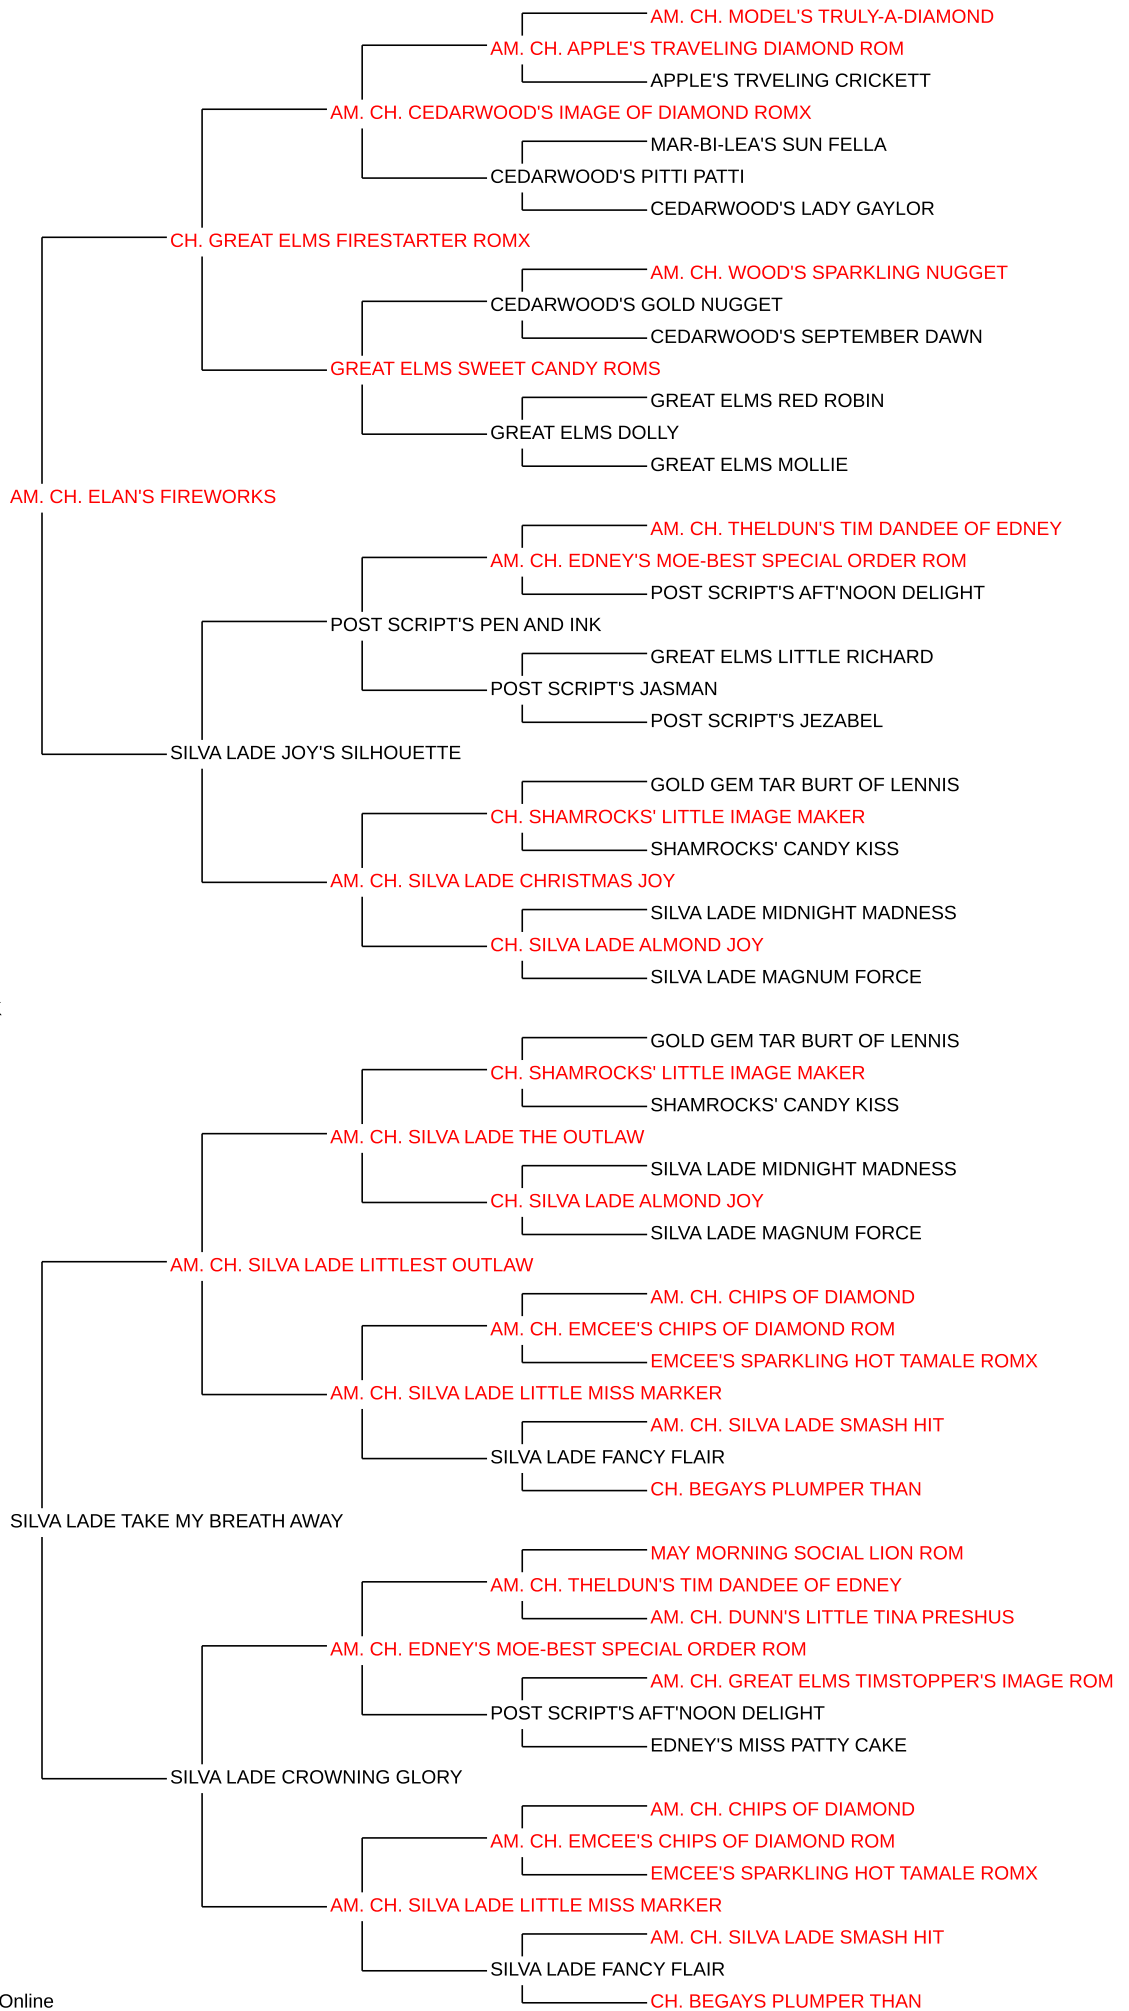 AM. CH. MODEL'S TRULY-A-DIAMOND
AM. CH. APPLE'S TRAVELING DIAMOND ROM
APPLE'S TRVELING CRICKETT
AM. CH. CEDARWOOD'S IMAGE OF DIAMOND ROMX
MAR-BI-LEA'S SUN FELLA
CEDARWOOD'S PITTI PATTI
CEDARWOOD'S LADY GAYLOR
CH. GREAT ELMS FIRESTARTER ROMX
AM. CH. WOOD'S SPARKLING NUGGET
CEDARWOOD'S GOLD NUGGET
CEDARWOOD'S SEPTEMBER DAWN
GREAT ELMS SWEET CANDY ROMS
GREAT ELMS RED ROBIN
GREAT ELMS DOLLY
GREAT ELMS MOLLIE
AM. CH. ELAN'S FIREWORKS
AM. CH. THELDUN'S TIM DANDEE OF EDNEY
AM. CH. EDNEY'S MOE-BEST SPECIAL ORDER ROM
POST SCRIPT'S AFT'NOON DELIGHT
POST SCRIPT'S PEN AND INK
GREAT ELMS LITTLE RICHARD
POST SCRIPT'S JASMAN
POST SCRIPT'S JEZABEL
SILVA LADE JOY'S SILHOUETTE
GOLD GEM TAR BURT OF LENNIS
CH. SHAMROCKS' LITTLE IMAGE MAKER
SHAMROCKS' CANDY KISS
AM. CH. SILVA LADE CHRISTMAS JOY
SILVA LADE MIDNIGHT MADNESS
CH. SILVA LADE ALMOND JOY
SILVA LADE MAGNUM FORCE
GOLD GEM TAR BURT OF LENNIS
CH. SHAMROCKS' LITTLE IMAGE MAKER
SHAMROCKS' CANDY KISS
AM. CH. SILVA LADE THE OUTLAW
SILVA LADE MIDNIGHT MADNESS
CH. SILVA LADE ALMOND JOY
SILVA LADE MAGNUM FORCE
AM. CH. SILVA LADE LITTLEST OUTLAW
AM. CH. CHIPS OF DIAMOND
AM. CH. EMCEE'S CHIPS OF DIAMOND ROM
EMCEE'S SPARKLING HOT TAMALE ROMX
AM. CH. SILVA LADE LITTLE MISS MARKER
AM. CH. SILVA LADE SMASH HIT
SILVA LADE FANCY FLAIR
CH. BEGAYS PLUMPER THAN
SILVA LADE TAKE MY BREATH AWAY
MAY MORNING SOCIAL LION ROM
AM. CH. THELDUN'S TIM DANDEE OF EDNEY
AM. CH. DUNN'S LITTLE TINA PRESHUS
AM. CH. EDNEY'S MOE-BEST SPECIAL ORDER ROM
AM. CH. GREAT ELMS TIMSTOPPER'S IMAGE ROM
POST SCRIPT'S AFT'NOON DELIGHT
EDNEY'S MISS PATTY CAKE
SILVA LADE CROWNING GLORY
AM. CH. CHIPS OF DIAMOND
AM. CH. EMCEE'S CHIPS OF DIAMOND ROM
EMCEE'S SPARKLING HOT TAMALE ROMX
AM. CH. SILVA LADE LITTLE MISS MARKER
AM. CH. SILVA LADE SMASH HIT
SILVA LADE FANCY FLAIR
CH. BEGAYS PLUMPER THAN
Online